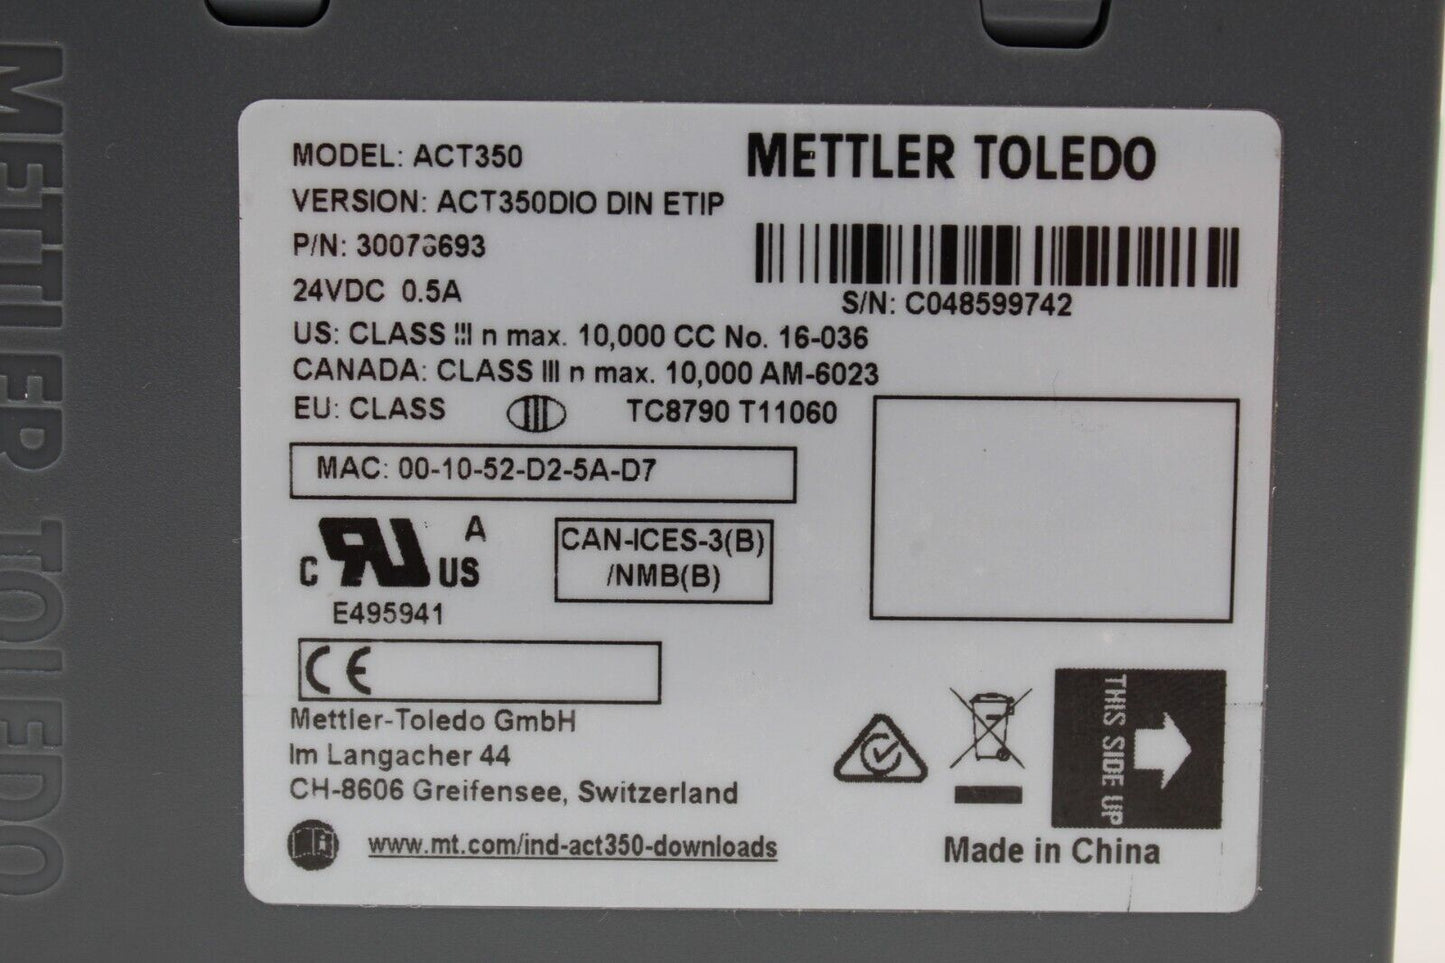 METTLER TOLEDO
MODEL: ACT350
METTLER TOLEDO
VERSION: ACT350DIO DIN ETIP
P/N: 30078693
24VDC 0.5A
S/N: C048599742
US: CLASS III n max. 10,000 CC No. 16-036
CANADA: CLASS III n max. 10,000 AM-6023
EU: CLASS III TC8790 T11060
MAC: 00-10-52-D2-5A-D7
C RU US A
E495941
CAN-ICES-3(B)
/NMB(B)
CE
Mettler-Toledo GmbH
Im Langacher 44
CH-8606 Greifensee, Switzerland
www.mt.com/ind-act350-downloads
THIS SIDE UP
Made in China